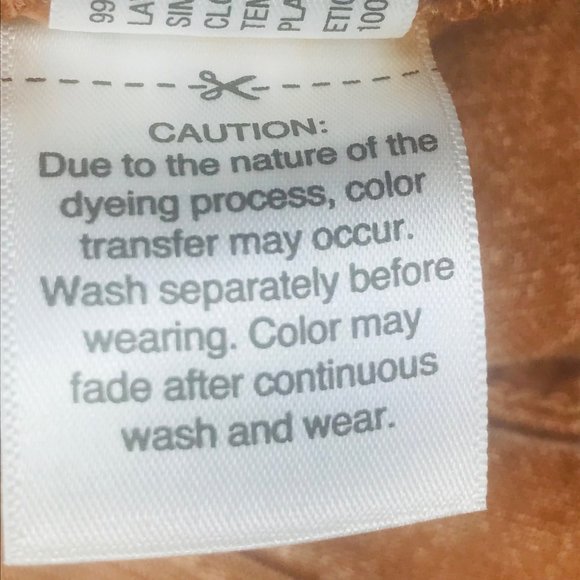 CAUTION:
Due to the nature of the
dyeing process, color
transfer may occur.
Wash separately before
wearing. Color may
fade after continuous
wash and wear.